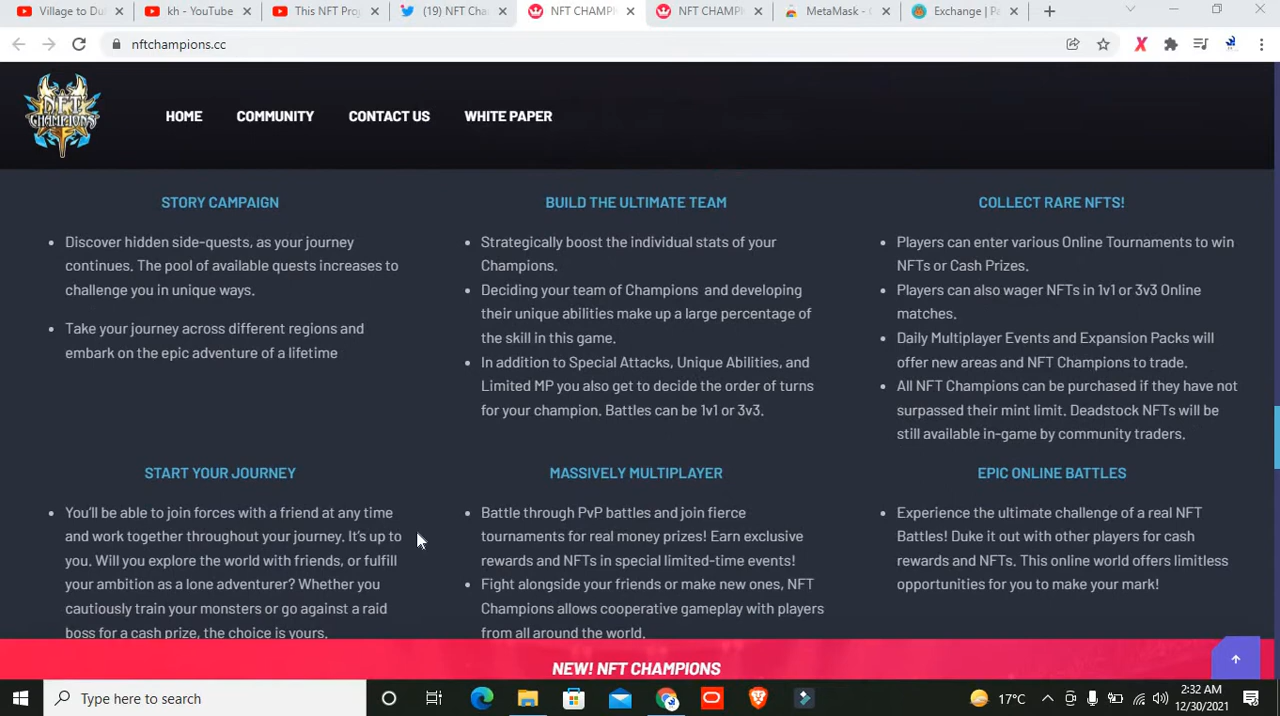 Village to Du
kh - YouTube
This NFT Proj
(19) NFT Cha
NFT CHAMP
NFT CHAMPI
MetaMask - C
Exchange | Pa
nftchampions.cc
NFT
CHAMPIONS
HOME
COMMUNITY
CONTACT US
WHITE PAPER
STORY CAMPAIGN
• Discover hidden side-quests, as your journey
continues. The pool of available quests increases to
challenge you in unique ways.
• Take your journey across different regions and
embark on the epic adventure of a lifetime
BUILD THE ULTIMATE TEAM
• Strategically boost the individual stats of your
Champions.
• Deciding your team of Champions and developing
their unique abilities make up a large percentage of
the skill in this game.
• In addition to Special Attacks, Unique Abilities, and
Limited MP you also get to decide the order of turns
for your champion. Battles can be 1v1 or 3v3.
COLLECT RARE NFTS!
• Players can enter various Online Tournaments to win
NFTs or Cash Prizes.
• Players can also wager NFTs in 1v1 or 3v3 Online
matches.
• Daily Multiplayer Events and Expansion Packs will
offer new areas and NFT Champions to trade.
• All NFT Champions can be purchased if they have not
surpassed their mint limit. Deadstock NFTs will be
still available in-game by community traders.
START YOUR JOURNEY
• You'll be able to join forces with a friend at any time
and work together throughout your journey. It's up to
you. Will you explore the world with friends, or fulfill
your ambition as a lone adventurer? Whether you
cautiously train your monsters or go against a raid
boss for a cash prize, the choice is yours.
MASSIVELY MULTIPLAYER
• Battle through PvP battles and join fierce
tournaments for real money prizes! Earn exclusive
rewards and NFTs in special limited-time events!
• Fight alongside your friends or make new ones, NFT
Champions allows cooperative gameplay with players
from all around the world.
EPIC ONLINE BATTLES
• Experience the ultimate challenge of a real NFT
Battles! Duke it out with other players for cash
rewards and NFTs. This online world offers limitless
opportunities for you to make your mark!
NEW! NFT CHAMPIONS
Type here to search
17°C
2:32 AM
12/30/2021